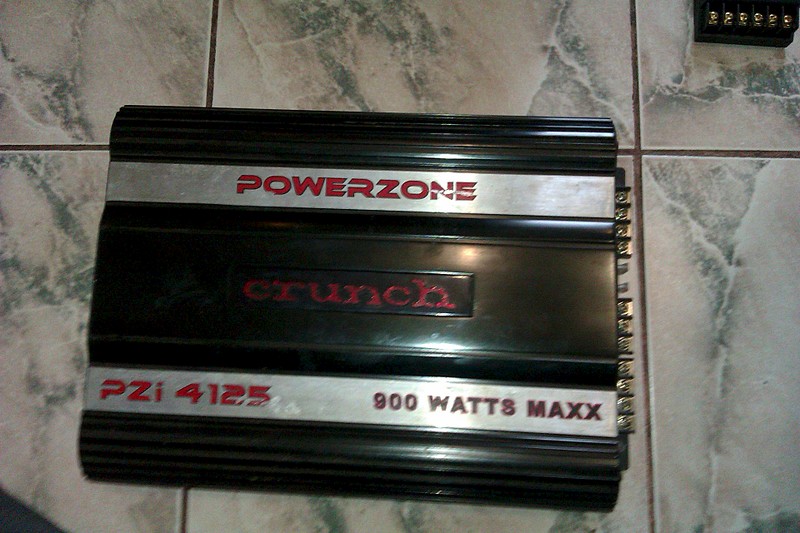 POWERZONE
crunch
PZi 4125 900 WATTS MAXX